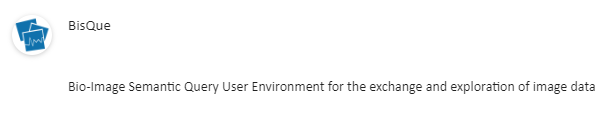 BisQue
Bio-Image Semantic Query User Environment for the exchange and exploration of image data